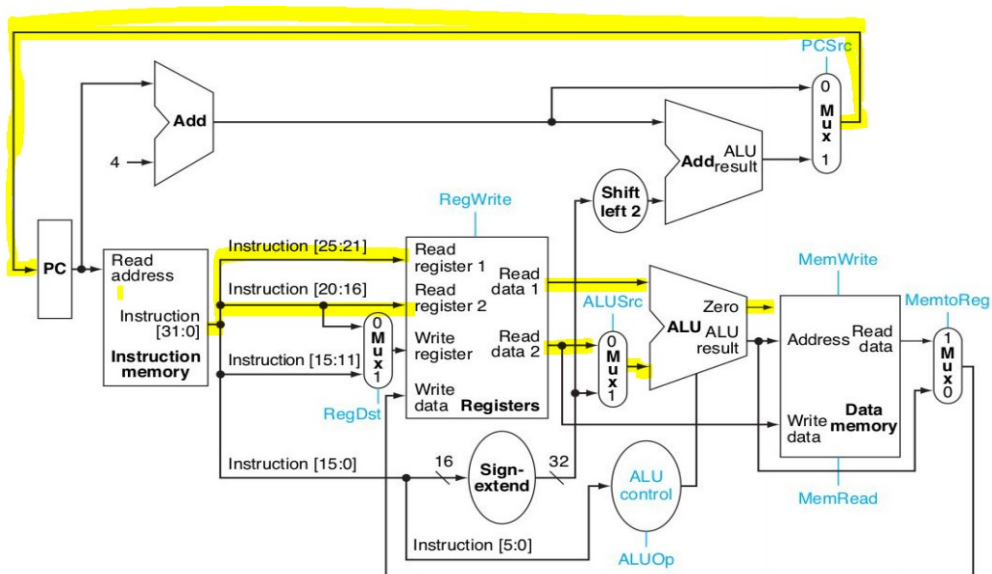 PCSrc
0
Mux
1
Add
4
Add ALU result
Shift left 2
RegWrite
PC
Read address
Instruction [31:0]
Instruction memory
Instruction [25:21]
Instruction [20:16]
Instruction [15:11]
0
Mux
1
RegDst
Read register 1
Read register 2
Write register
Write data
Registers
Read data 1
Read data 2
ALUSrc
0
Mux
1
Zero
ALU
ALU result
MemWrite
Address
Read data
Write data
Data memory
MemRead
MemtoReg
1
Mux
0
Instruction [15:0]
16
Sign-extend
32
ALU control
ALUOp
Instruction [5:0]